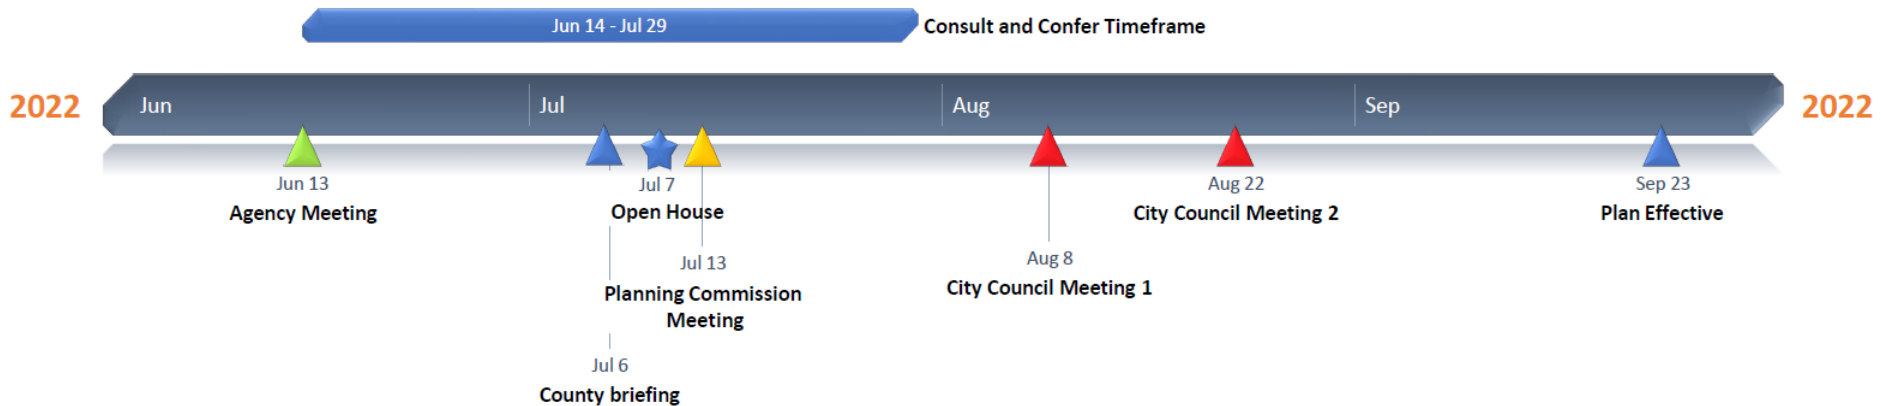 Jun 14 - Jul 29
Consult and Confer Timeframe
2022
Jun
Jul
Aug
Sep
2022
Jun 13
Agency Meeting
Jul 7
Open House
Aug 22
City Council Meeting 2
Sep 23
Plan Effective
Jul 13
Planning Commission
Meeting
Aug 8
City Council Meeting 1
Jul 6
County briefing